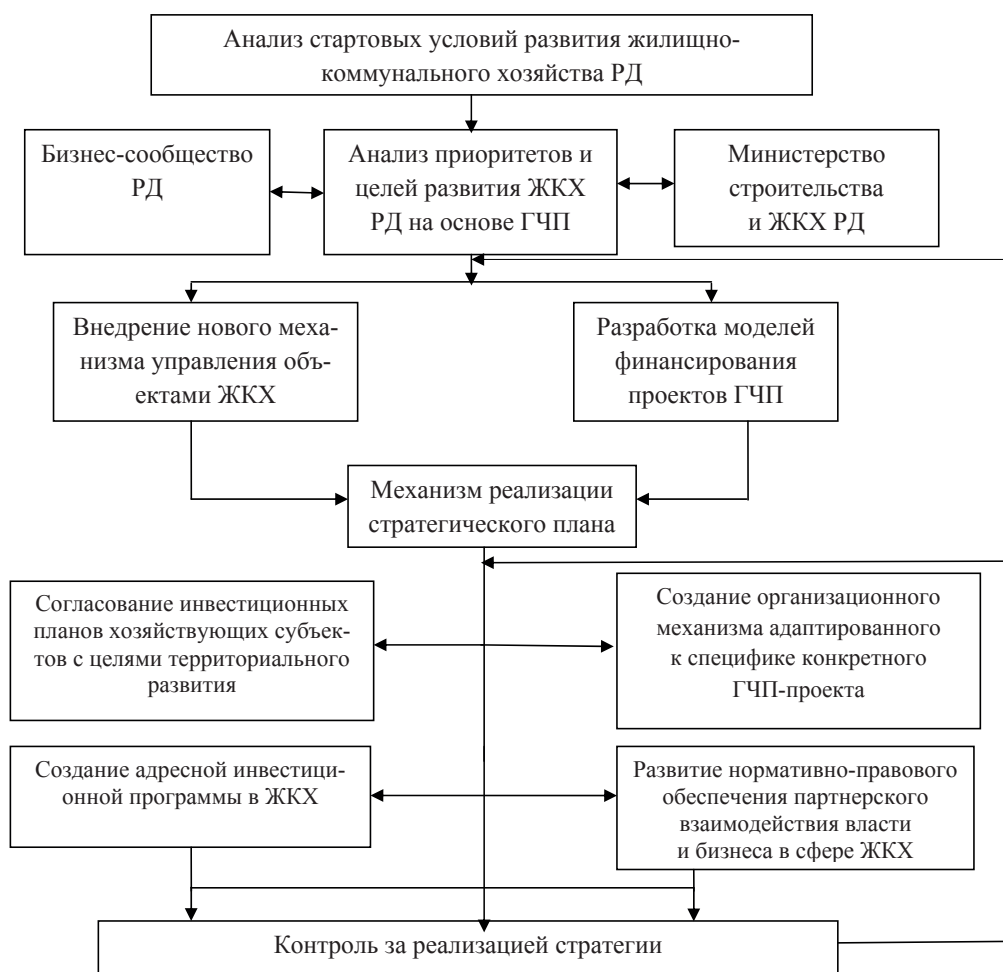 Анализ стартовых условий развития жилищно-
коммунального хозяйства РД
Бизнес-сообщество
РД
Анализ приоритетов и
целей развития ЖКХ
РД на основе ГЧП
Министерство
строительства
и ЖКХ РД
Внедрение нового меха-
низма управления объ-
ектами ЖКХ
Разработка моделей
финансирования
проектов ГЧП
Механизм реализации
стратегического плана
Согласование инвестиционных
планов хозяйствующих субъек-
тов с целями территориального
развития
Создание организационного
механизма адаптированного
к специфике конкретного
ГЧП-проекта
Создание адресной инвестици-
онной программы в ЖКХ
Развитие нормативно-правового
обеспечения партнерского
взаимодействия власти
и бизнеса в сфере ЖКХ
Контроль за реализацией стратегии